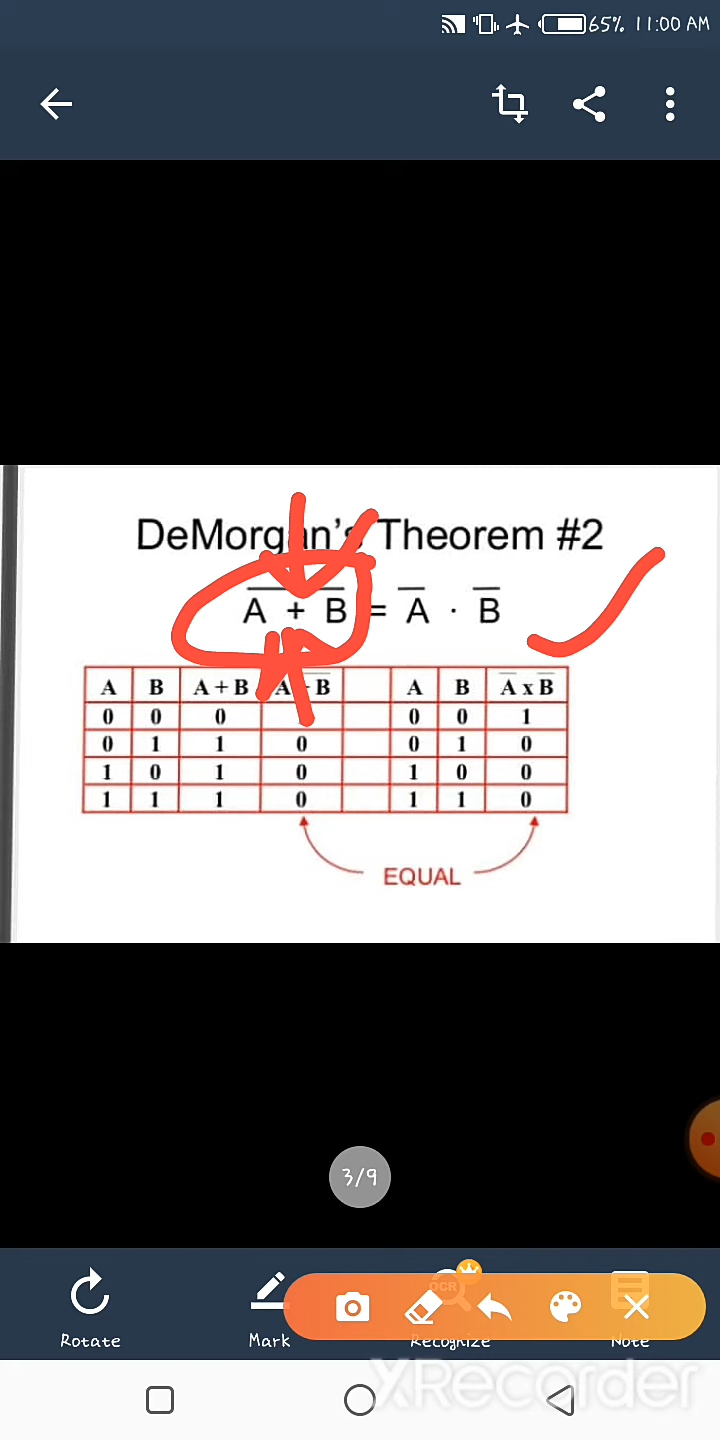 65% 11:00 AM
DeMorgan's Theorem #2
A + B = A · B
A B A + B A + B A B A x B
0 0 0 0 0 1
0 1 1 0 0 1 0
1 0 1 0 1 0 0
1 1 1 0 1 1 0
EQUAL
3/9
OCR
Rotate Mark Recognize Note
XRecorder